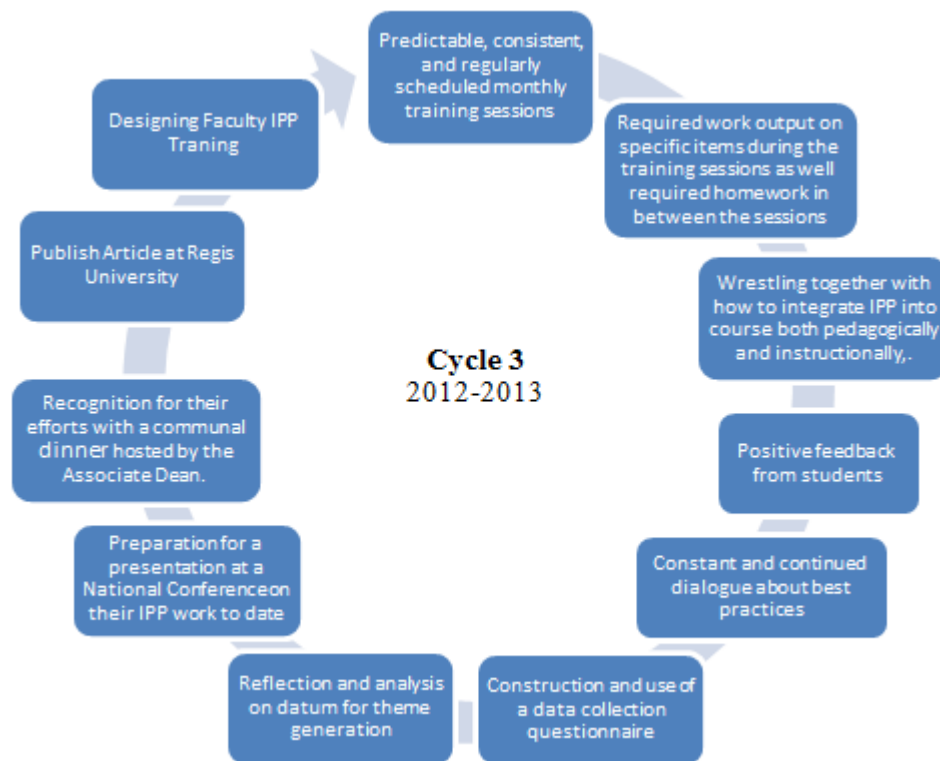 Predictable, consistent,
and regularly
scheduled monthly
training sessions
Required work output on
specific items during the
training sessions as well
required homework in
between the sessions
Wrestling together with
how to integrate IPP into
course both pedagogically
and instructionally,.
Positive feedback
from students
Constant and continued
dialogue about best
practices
Construction and use of
a data collection
questionnaire
Reflection and analysis
on datum for theme
generation
Preparation for a
presentation at a
National Conferenceon
their IPP work to date
Recognition for their
efforts with a communal
dinner hosted by the
Associate Dean.
Publish Article at Regis
University
Designing Faculty IPP
Traning
Cycle 3
2012-2013